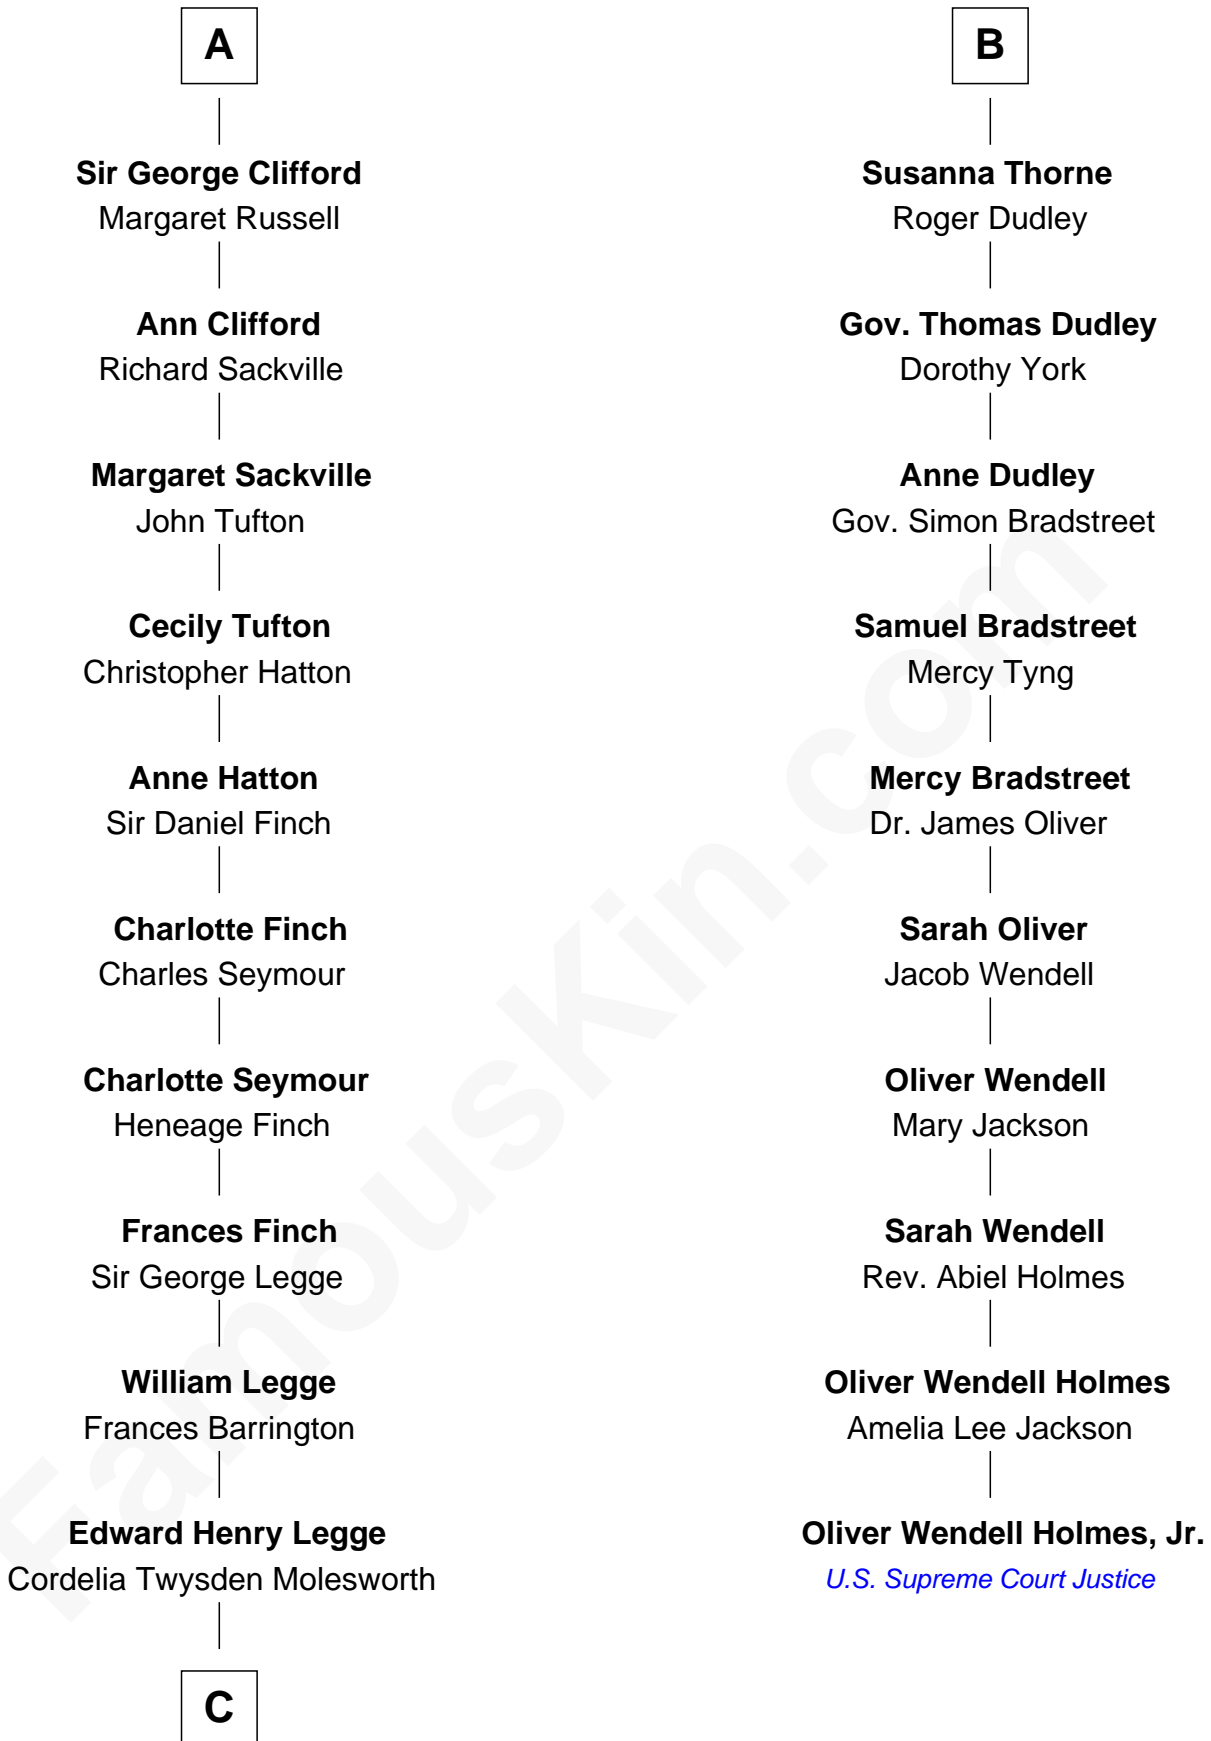 A
Sir George Clifford
Margaret Russell
Ann Clifford
Richard Sackville
Margaret Sackville
John Tufton
Cecily Tufton
Christopher Hatton
Anne Hatton
Sir Daniel Finch
Charlotte Finch
Charles Seymour
Charlotte Seymour
Heneage Finch
Frances Finch
Sir George Legge
William Legge
Frances Barrington
Edward Henry Legge
Cordelia Twysden Molesworth
C
B
Susanna Thorne
Roger Dudley
Gov. Thomas Dudley
Dorothy York
Anne Dudley
Gov. Simon Bradstreet
Samuel Bradstreet
Mercy Tyng
Mercy Bradstreet
Dr. James Oliver
Sarah Oliver
Jacob Wendell
Oliver Wendell
Mary Jackson
Sarah Wendell
Rev. Abiel Holmes
Oliver Wendell Holmes
Amelia Lee Jackson
Oliver Wendell Holmes, Jr.
U.S. Supreme Court Justice
FamousKin.com